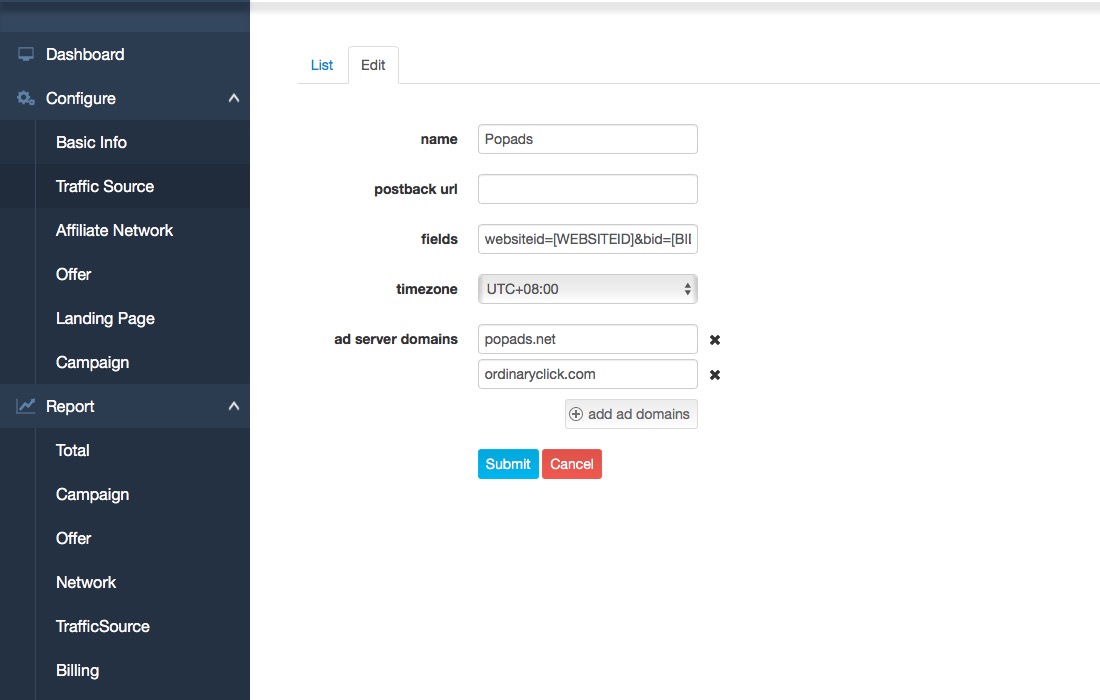 Dashboard
Configure
Basic Info
Traffic Source
Affiliate Network
Offer
Landing Page
Campaign
Report
Total
Campaign
Offer
Network
TrafficSource
Billing
List Edit
name Popads
postback url
fields websiteid=[WEBSITEID]&bid=[BI
timezone UTC+08:00
ad server domains popads.net
ordinaryclick.com
add ad domains
Submit Cancel